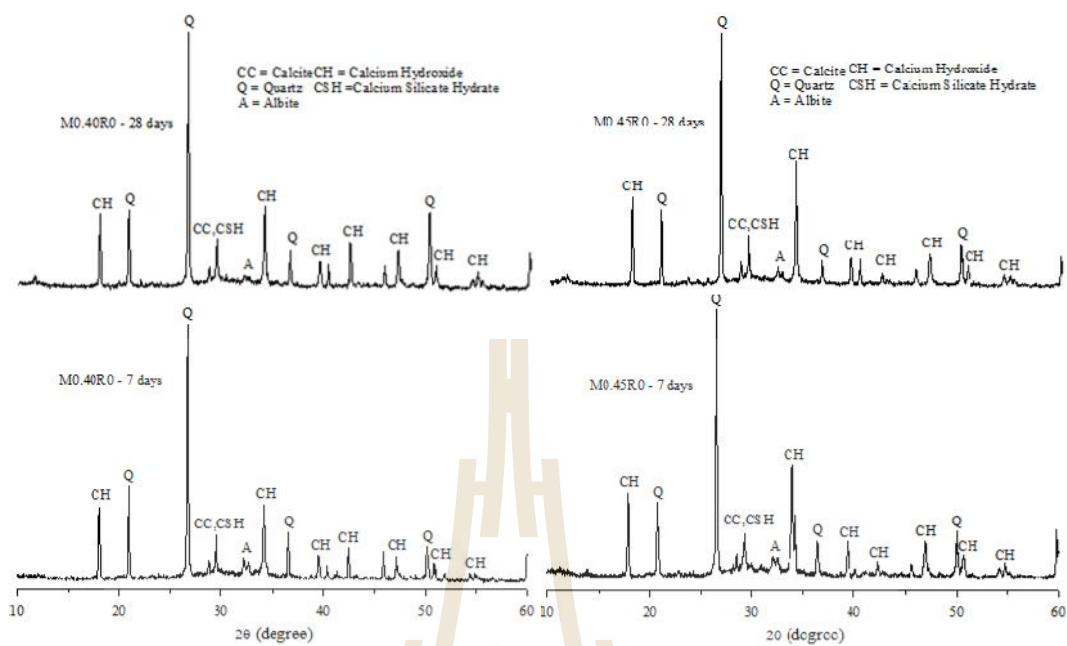 Q
CC = Calcite CH = Calcium Hydroxide
Q = Quartz CSH =Calcium Silicate Hydrate
A = Albite
M0.40R0 - 28 days
CH
Q
CC,CSH
A
CH
Q
CH
CH
CH
Q
CH
CH
Q
M0.40R0 - 7 days
CH
Q
CC,CSH
A
CH
Q
CH
CH
CH
Q
CH
CH
10 20 30 40 50 60
2θ (degree)
Q
CC = Calcite CH = Calcium Hydroxide
Q = Quartz CSH = Calcium Silicate Hydrate
A = Albite
M0.45R0 - 28 days
CH
Q
CC,CSH
A
CH
Q
CH
CH
CH
Q
CH
CH
Q
M0.45R0 - 7 days
CH
Q
CC,CSH
A
CH
Q
CH
CH
CH
Q
CH
CH
10 20 30 40 50 60
2θ (degree)